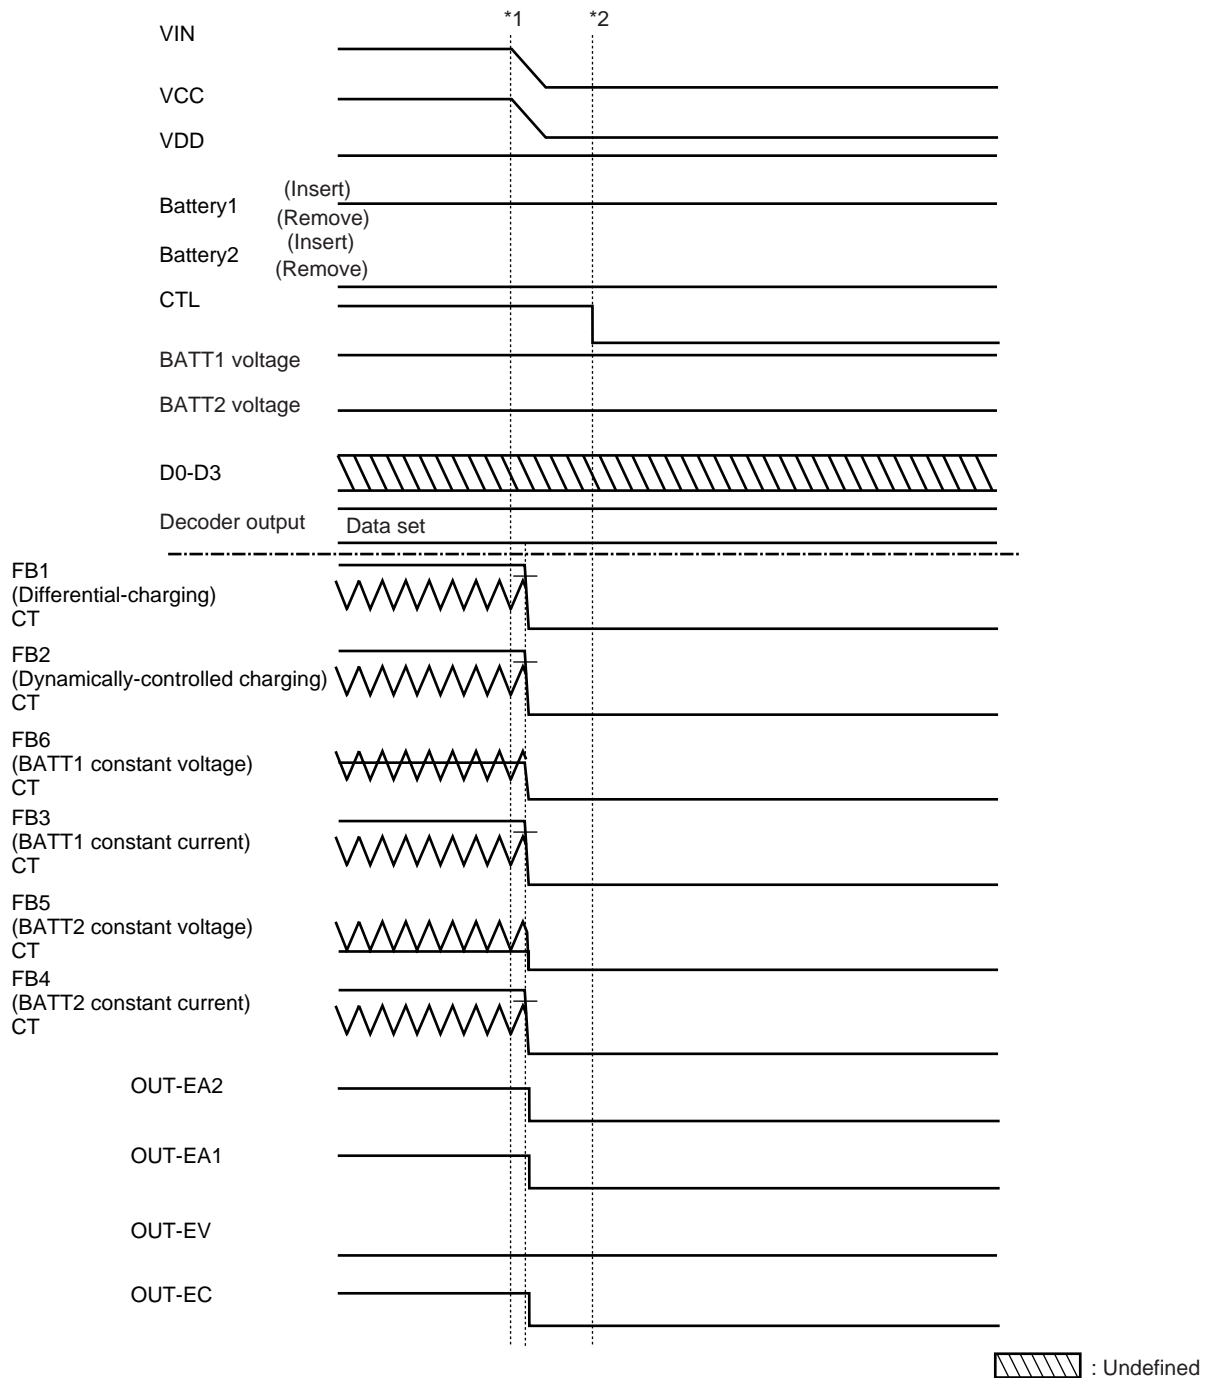 *1
*2
VIN
VCC
VDD
Battery1
(Insert)
(Remove)
Battery2
(Insert)
(Remove)
CTL
BATT1 voltage
BATT2 voltage
D0-D3
Decoder output
Data set
FB1
(Differential-charging)
CT
FB2
(Dynamically-controlled charging)
CT
FB6
(BATT1 constant voltage)
CT
FB3
(BATT1 constant current)
CT
FB5
(BATT2 constant voltage)
CT
FB4
(BATT2 constant current)
CT
OUT-EA2
OUT-EA1
OUT-EV
OUT-EC
: Undefined